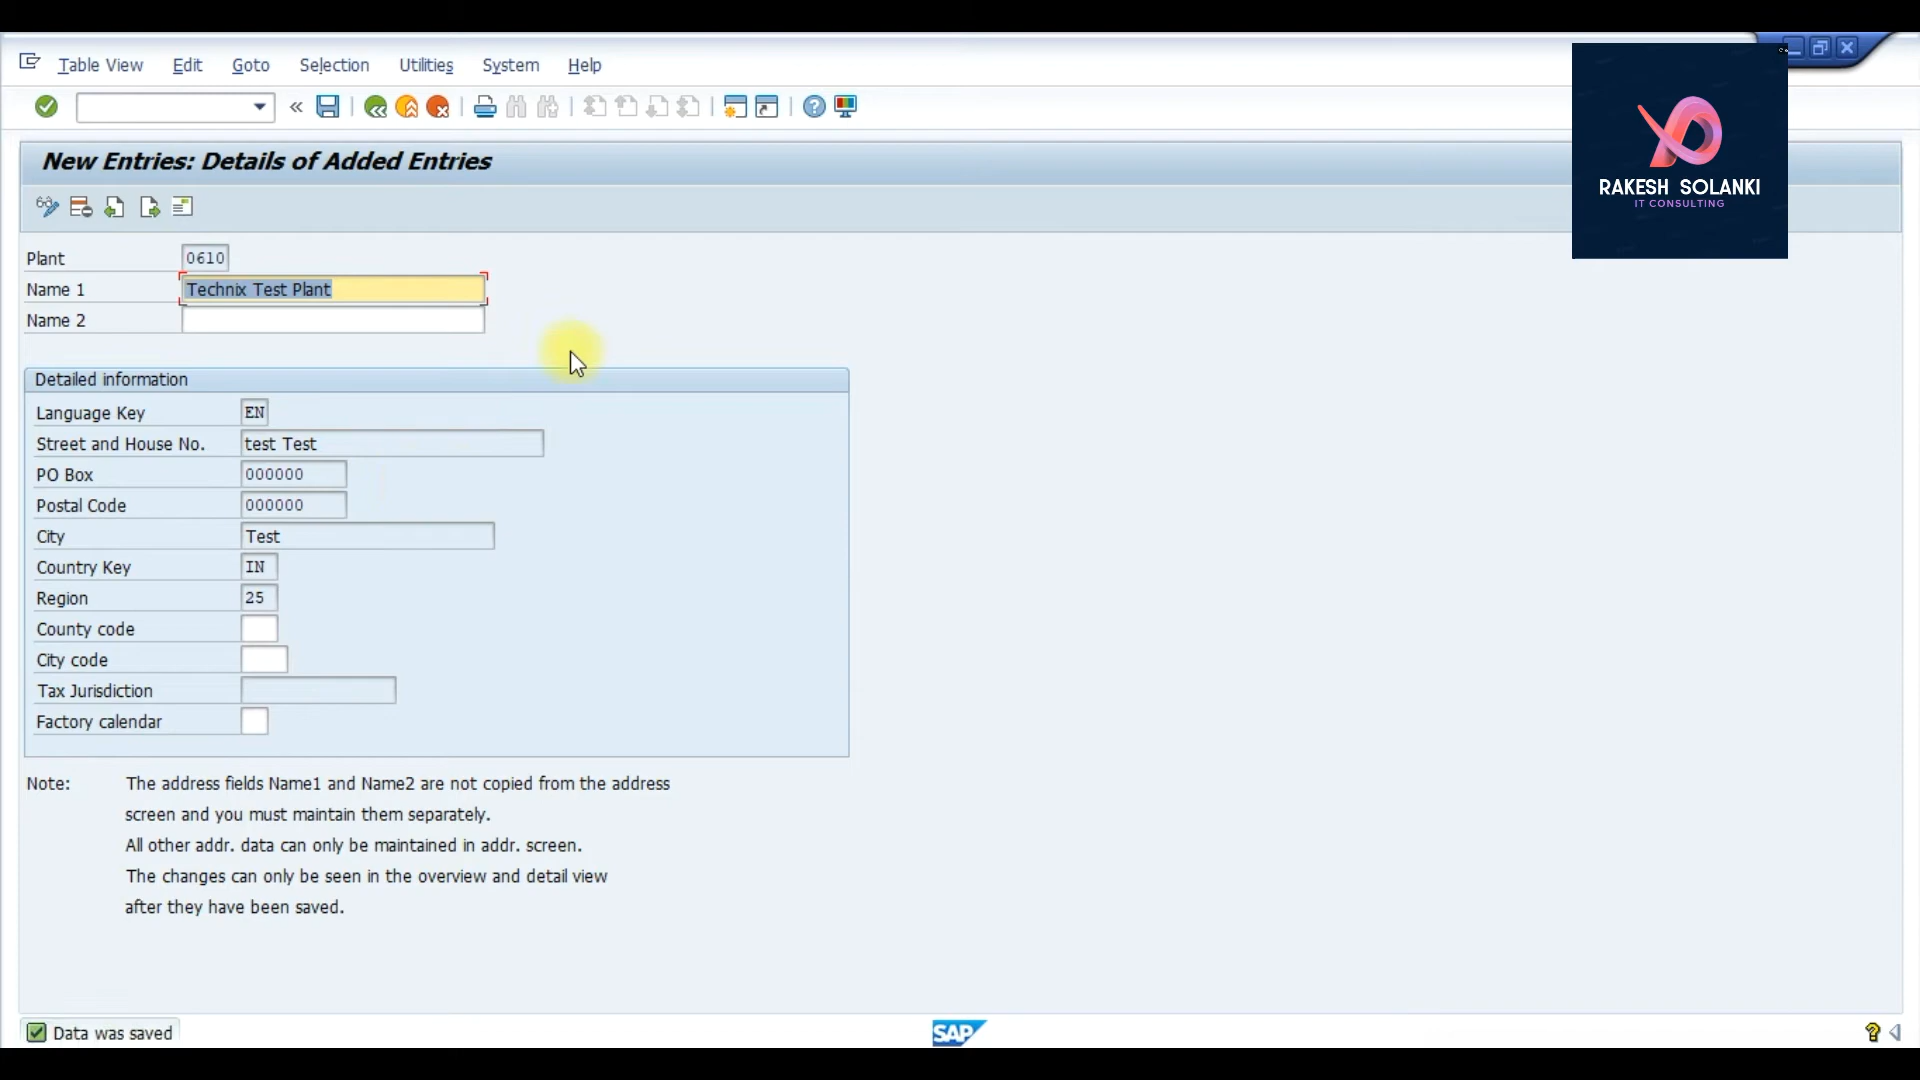 Table View Edit Goto Selection Utilities System Help
New Entries: Details of Added Entries
RAKESH SOLANKI
IT CONSULTING
Plant 0610
Name 1 Technix Test Plant
Name 2
Detailed information
Language Key EN
Street and House No. test Test
PO Box 000000
Postal Code 000000
City Test
Country Key IN
Region 25
County code
City code
Tax Jurisdiction
Factory calendar
Note: The address fields Name1 and Name2 are not copied from the address
screen and you must maintain them separately.
All other addr. data can only be maintained in addr. screen.
The changes can only be seen in the overview and detail view
after they have been saved.
Data was saved
SAP